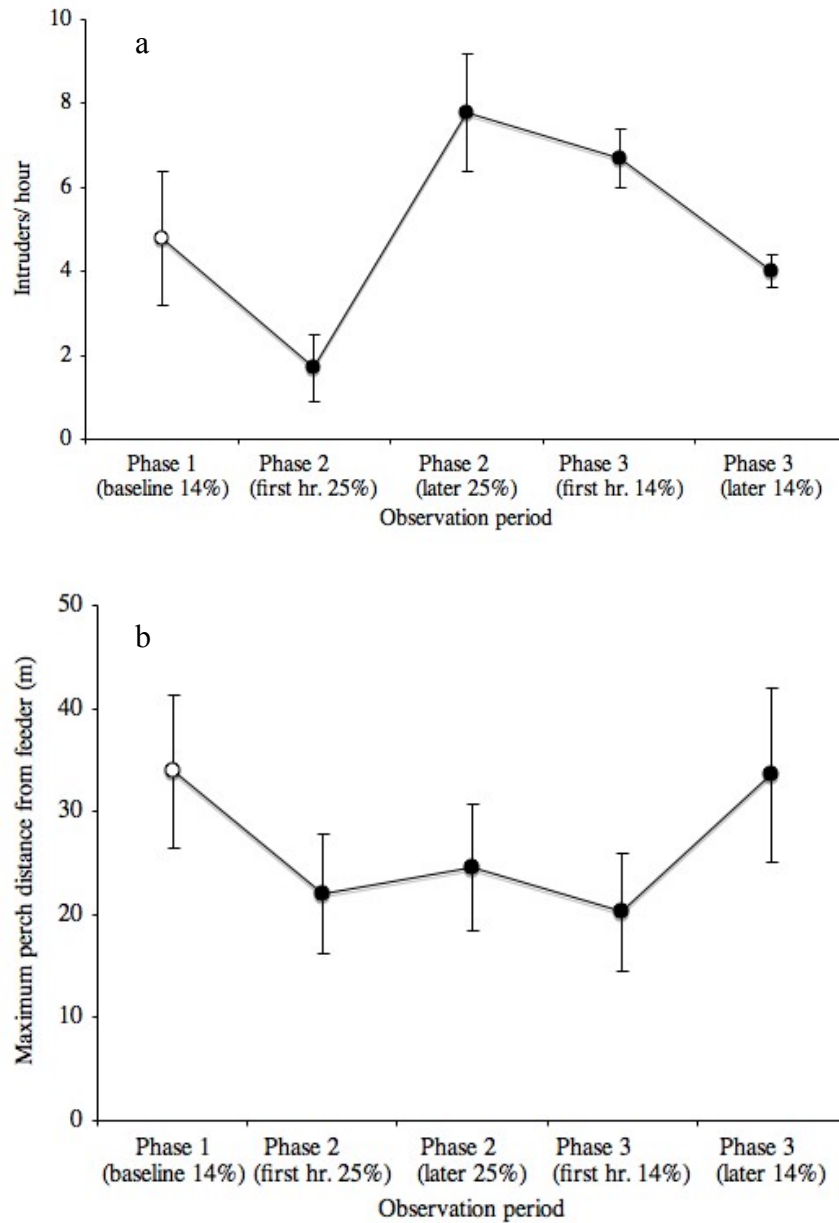 a
10
8
6
4
2
0
Intruders/ hour
Phase 1 Phase 2 Phase 2 Phase 3 Phase 3
(baseline 14%) (first hr. 25%) (later 25%) (first hr. 14%) (later 14%)
Observation period
b
50
40
30
20
10
0
Maximum perch distance from feeder (m)
Phase 1 Phase 2 Phase 2 Phase 3 Phase 3
(baseline 14%) (first hr. 25%) (later 25%) (first hr. 14%) (later 14%)
Observation period